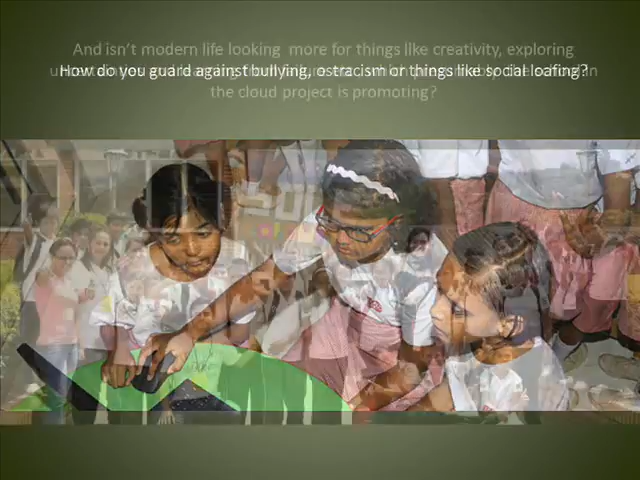 And isn't modern life looking more for things like creativity, exploring
How do you guard against bullying, ostracism or things like social loafing?
the cloud project is promoting?